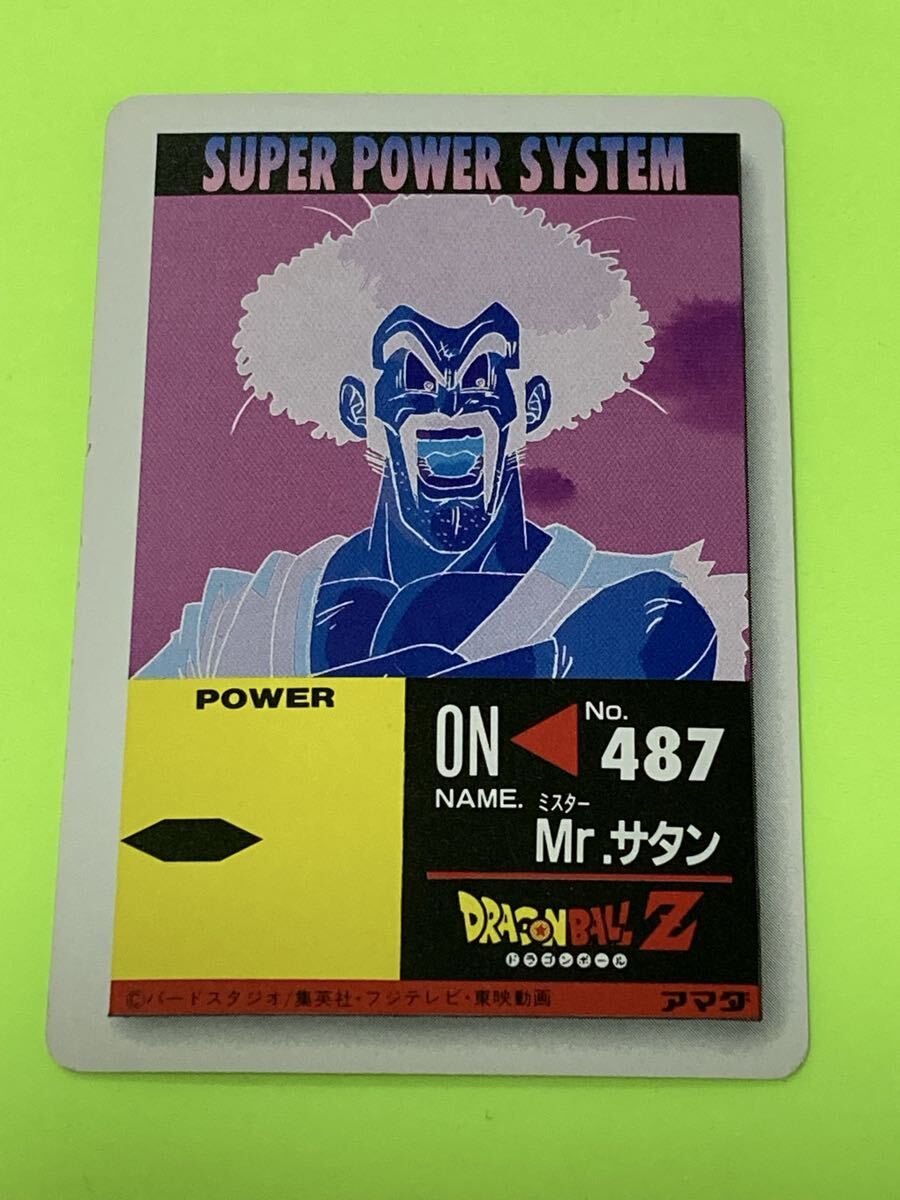 SUPER POWER SYSTEM
POWER
ON
No.
487
NAME.
ミスター
Mr.サタン
DRAGONBALL Z
ドラゴンボール
©バードスタジオ/集英社・フジテレビ・東映動画
アマダ